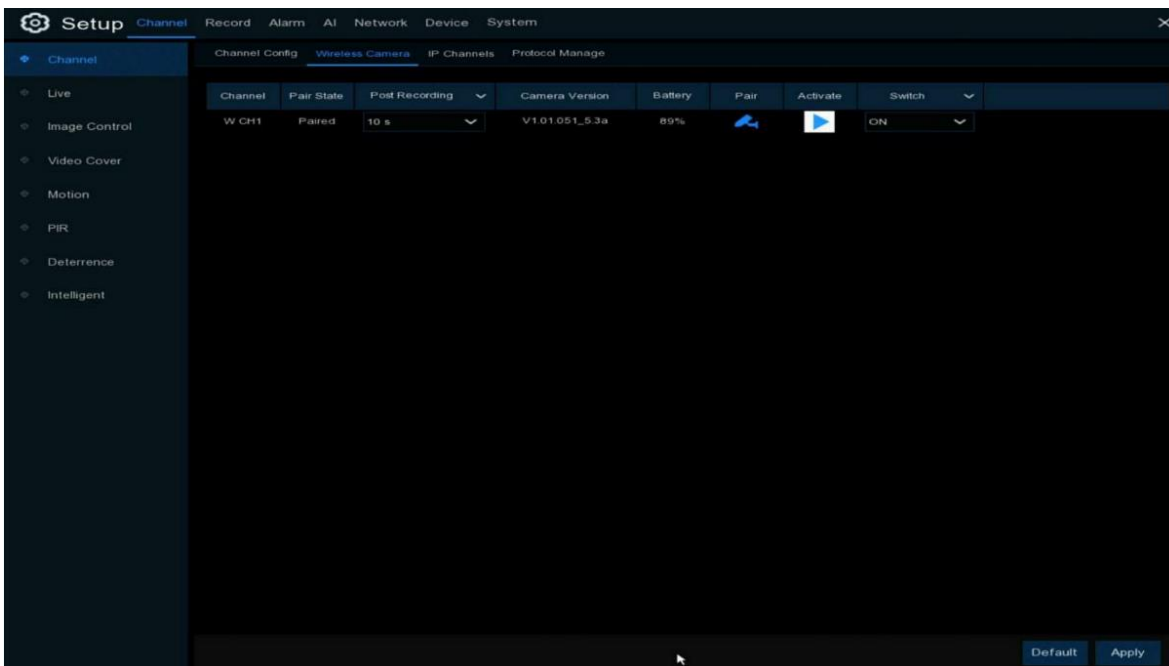 Setup Channel Record Alarm AI Network Device System
Channel Config Wireless Camera IP Channels Protocol Manage
Channel
Live
Image Control
Video Cover
Motion
PIR
Deterrence
Intelligent
Channel Pair State Post Recording Camera Version Battery Pair Activate Switch
W CH1 Paired 10 s V1.01.051_5.3a 89% ON
Default Apply